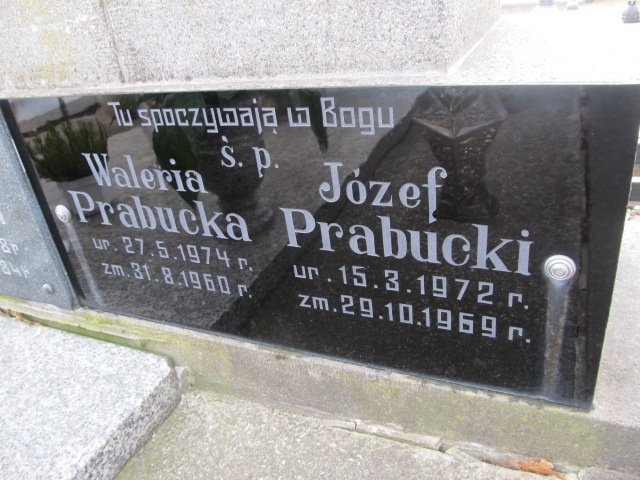 Tu spoczywają w Bogu
ś. p.
Waleria
Prabucka
ur. 27.5.1974 r.
zm. 31.8.1960 r.
Józef
Prabucki
ur. 15.3.1972 r.
zm. 29.10.1969 r.